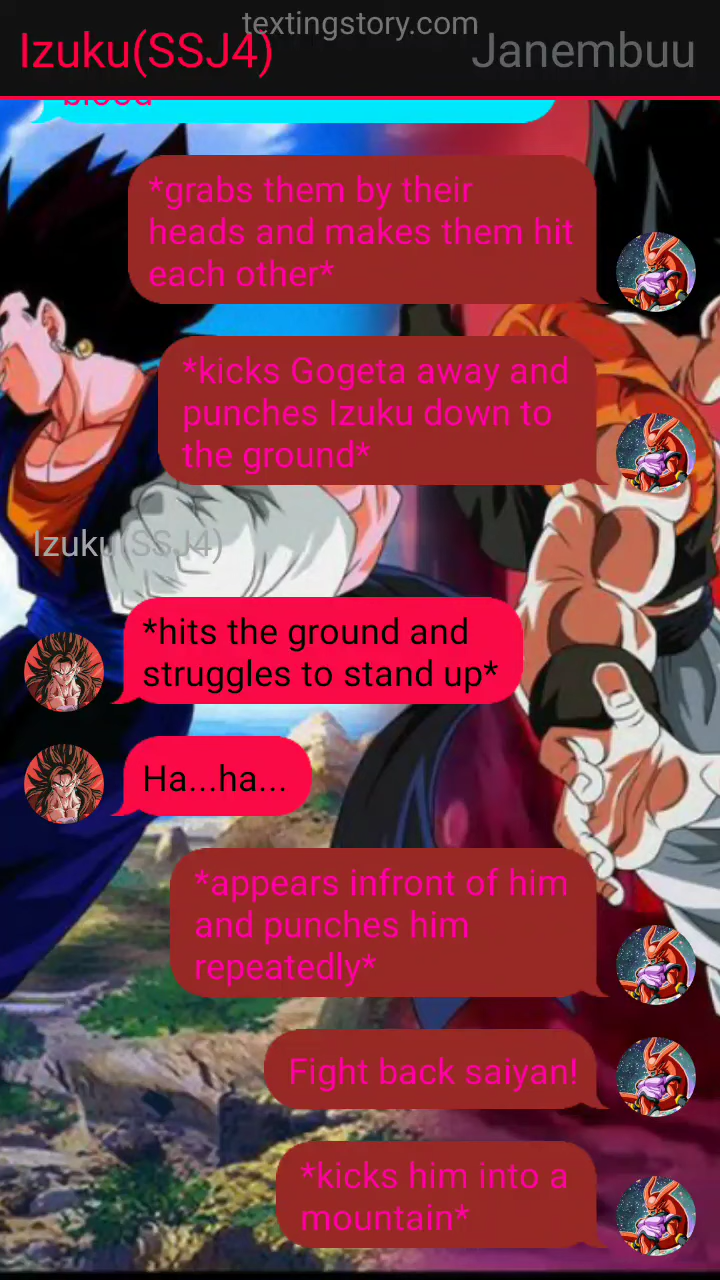 textingstory.com
Izuku(SSJ4)
Janembuu
blood
*grabs them by their
heads and makes them hit
each other*
*kicks Gogeta away and
punches Izuku down to
the ground*
Izuku(SSJ4)
*hits the ground and
struggles to stand up*
Ha...ha...
*appears infront of him
and punches him
repeatedly*
Fight back saiyan!
*kicks him into a
mountain*